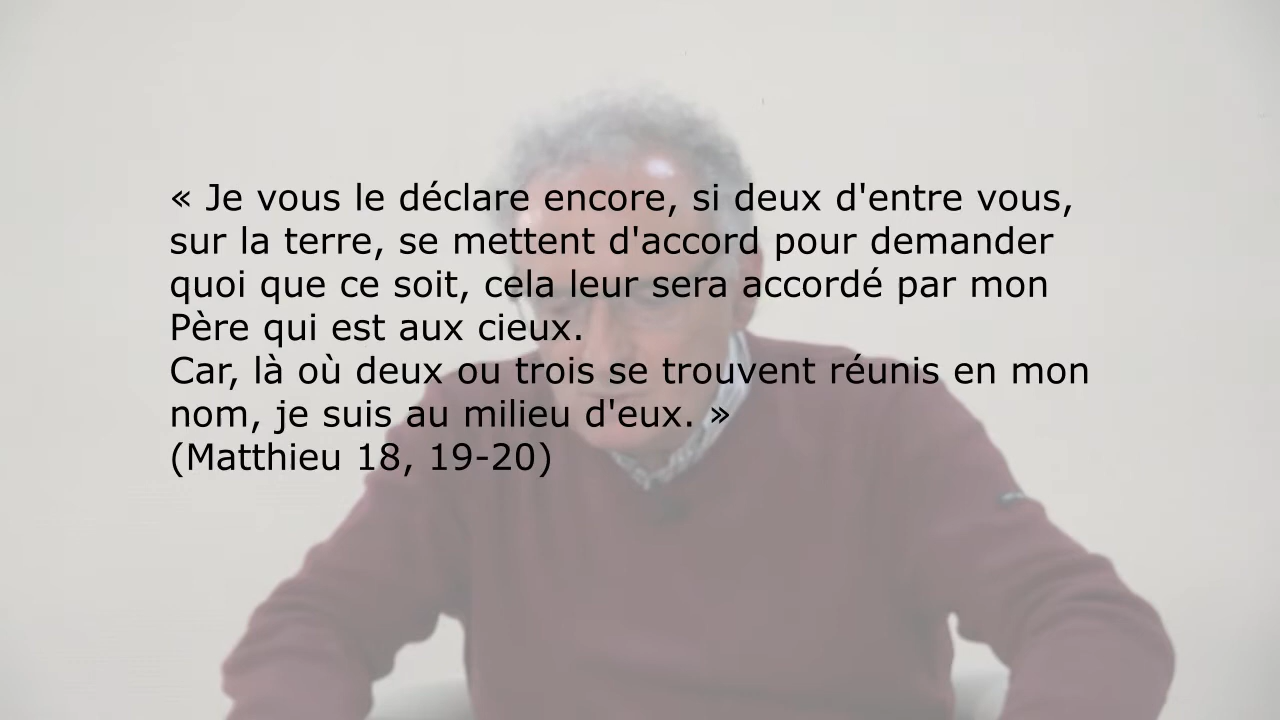 « Je vous le déclare encore, si deux d'entre vous,
sur la terre, se mettent d'accord pour demander
quoi que ce soit, cela leur sera accordé par mon
Père qui est aux cieux.
Car, là où deux ou trois se trouvent réunis en mon
nom, je suis au milieu d'eux. »
(Matthieu 18, 19-20)